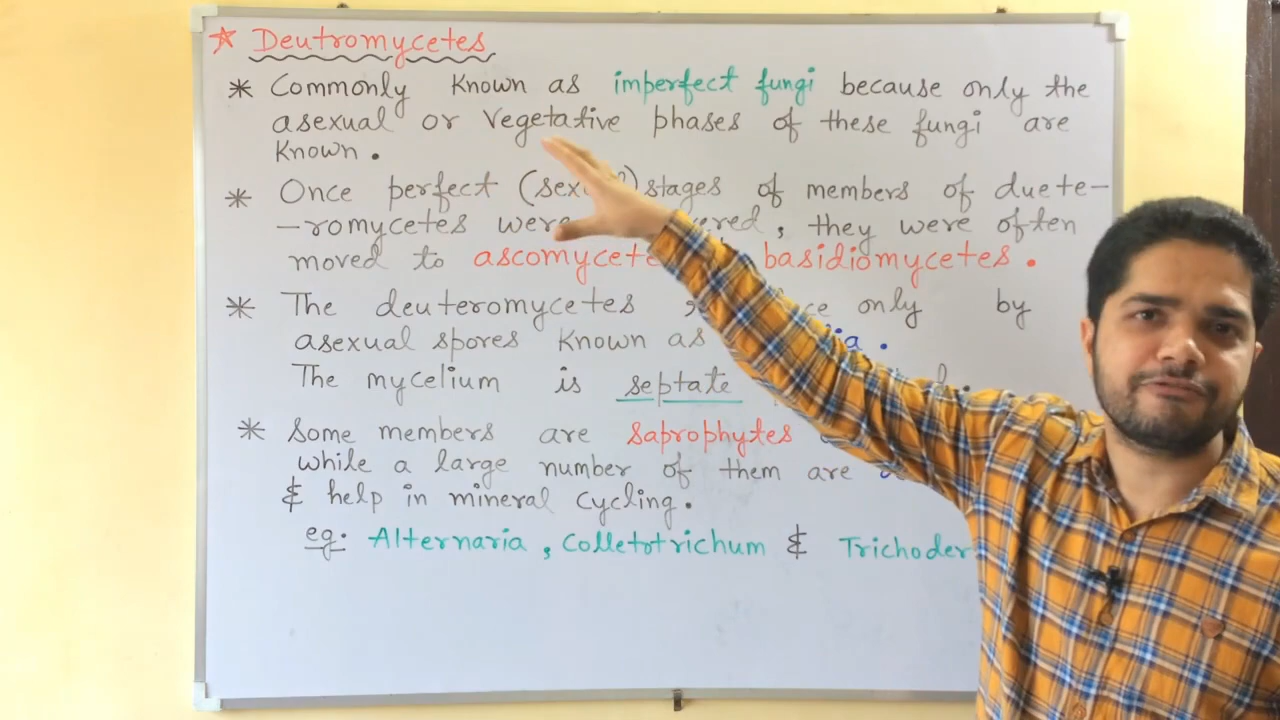 ☆ Deutromycetes
* Commonly Known as imperfect fungi because only the
asexual or vegetative phases of these fungi are
Known.
* Once perfect (sex ) stages of members of duete-
-romycetes were ered, they were often
moved to ascomycete basidiomycetes.
* The deuteromycetes only by
asexual spores Known as ia.
The mycelium is septate
* Some members are saprophytes
while a large number of them are
& help in mineral cycling.
eg. Alternaria, Colletotrichum & Trichoder